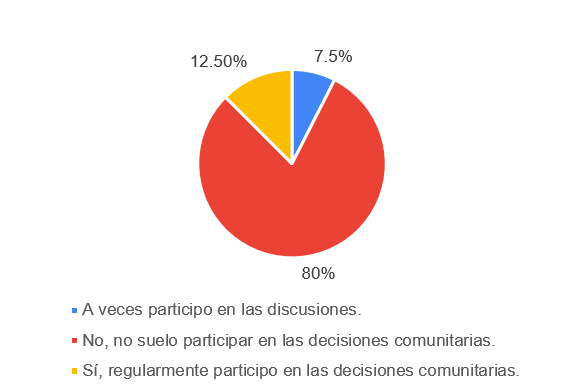 7.5%
12.50%
80%
A veces participo en las discusiones.
No, no suelo participar en las decisiones comunitarias.
Sí, regularmente participo en las decisiones comunitarias.